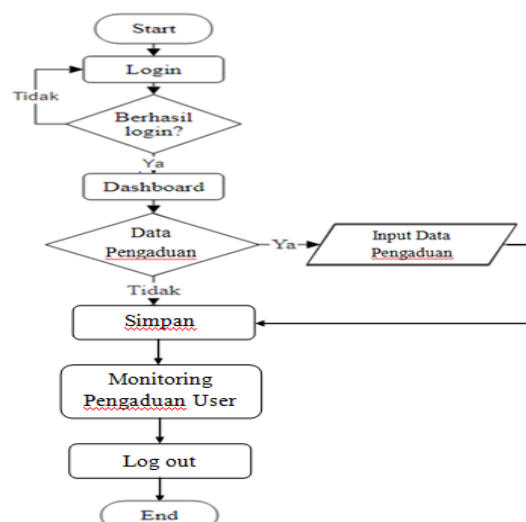 Start
Login
Tidak
Berhasil
login?
Ya
Dashboard
Data
Pengaduan
Ya
Input Data
Pengaduan
Tidak
Simpan
Monitoring
Pengaduan User
Log out
End